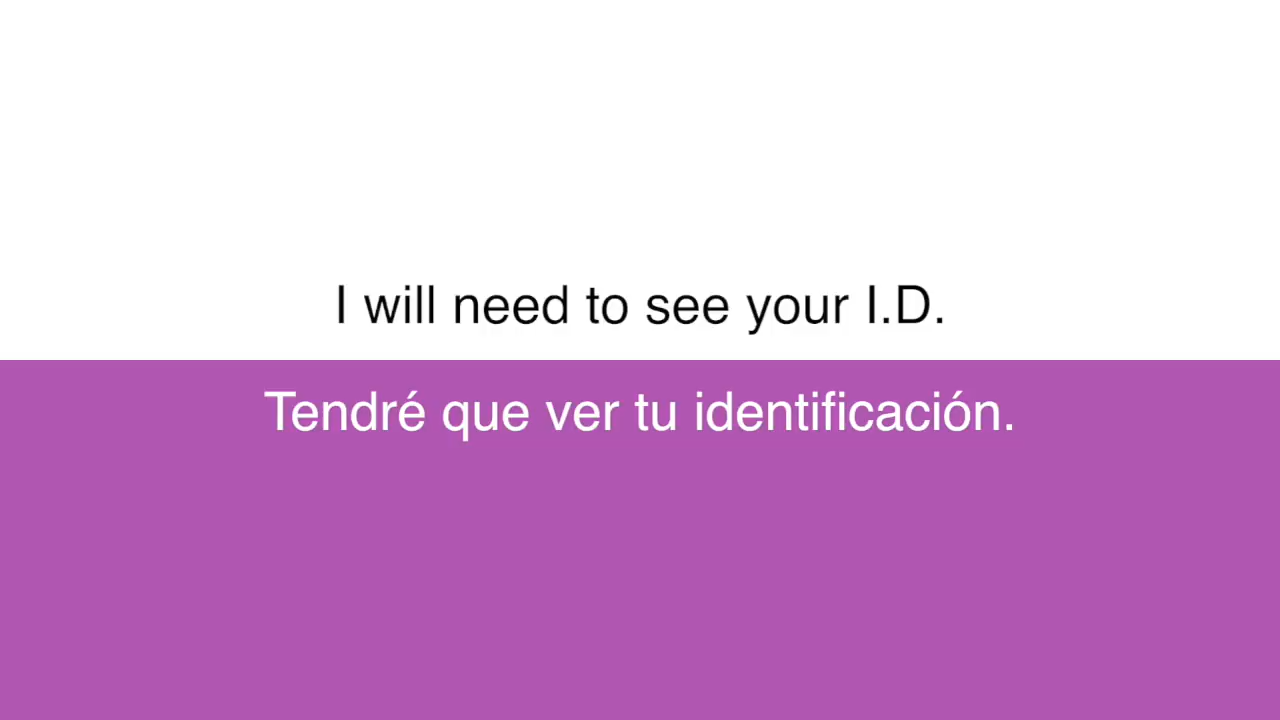 I will need to see your I.D.
Tendré que ver tu identificación.